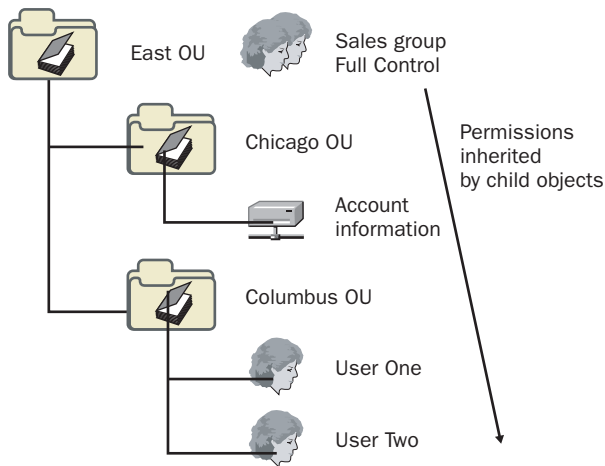 East OU
Sales group
Full Control
Chicago OU
Permissions
inherited
by child objects
Account
information
Columbus OU
User One
User Two